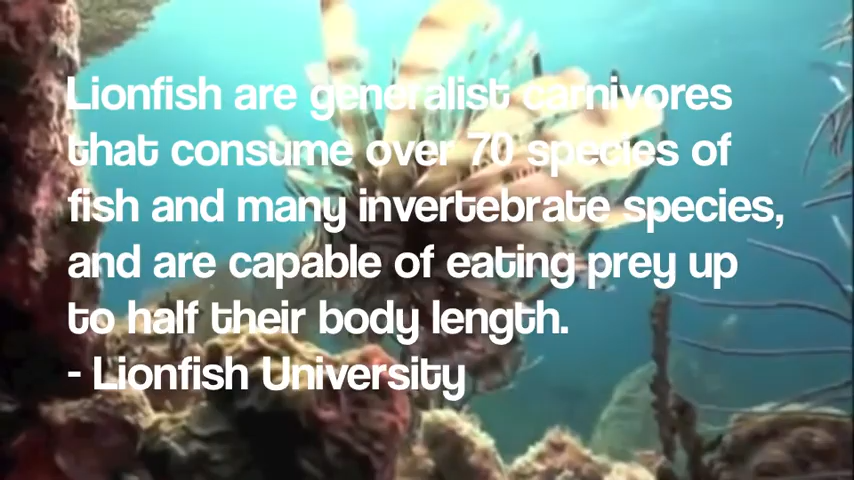 Lionfish are generalist carnivores
that consume over 70 species of
fish and many invertebrate species,
and are capable of eating prey up
to half their body length.
- Lionfish University